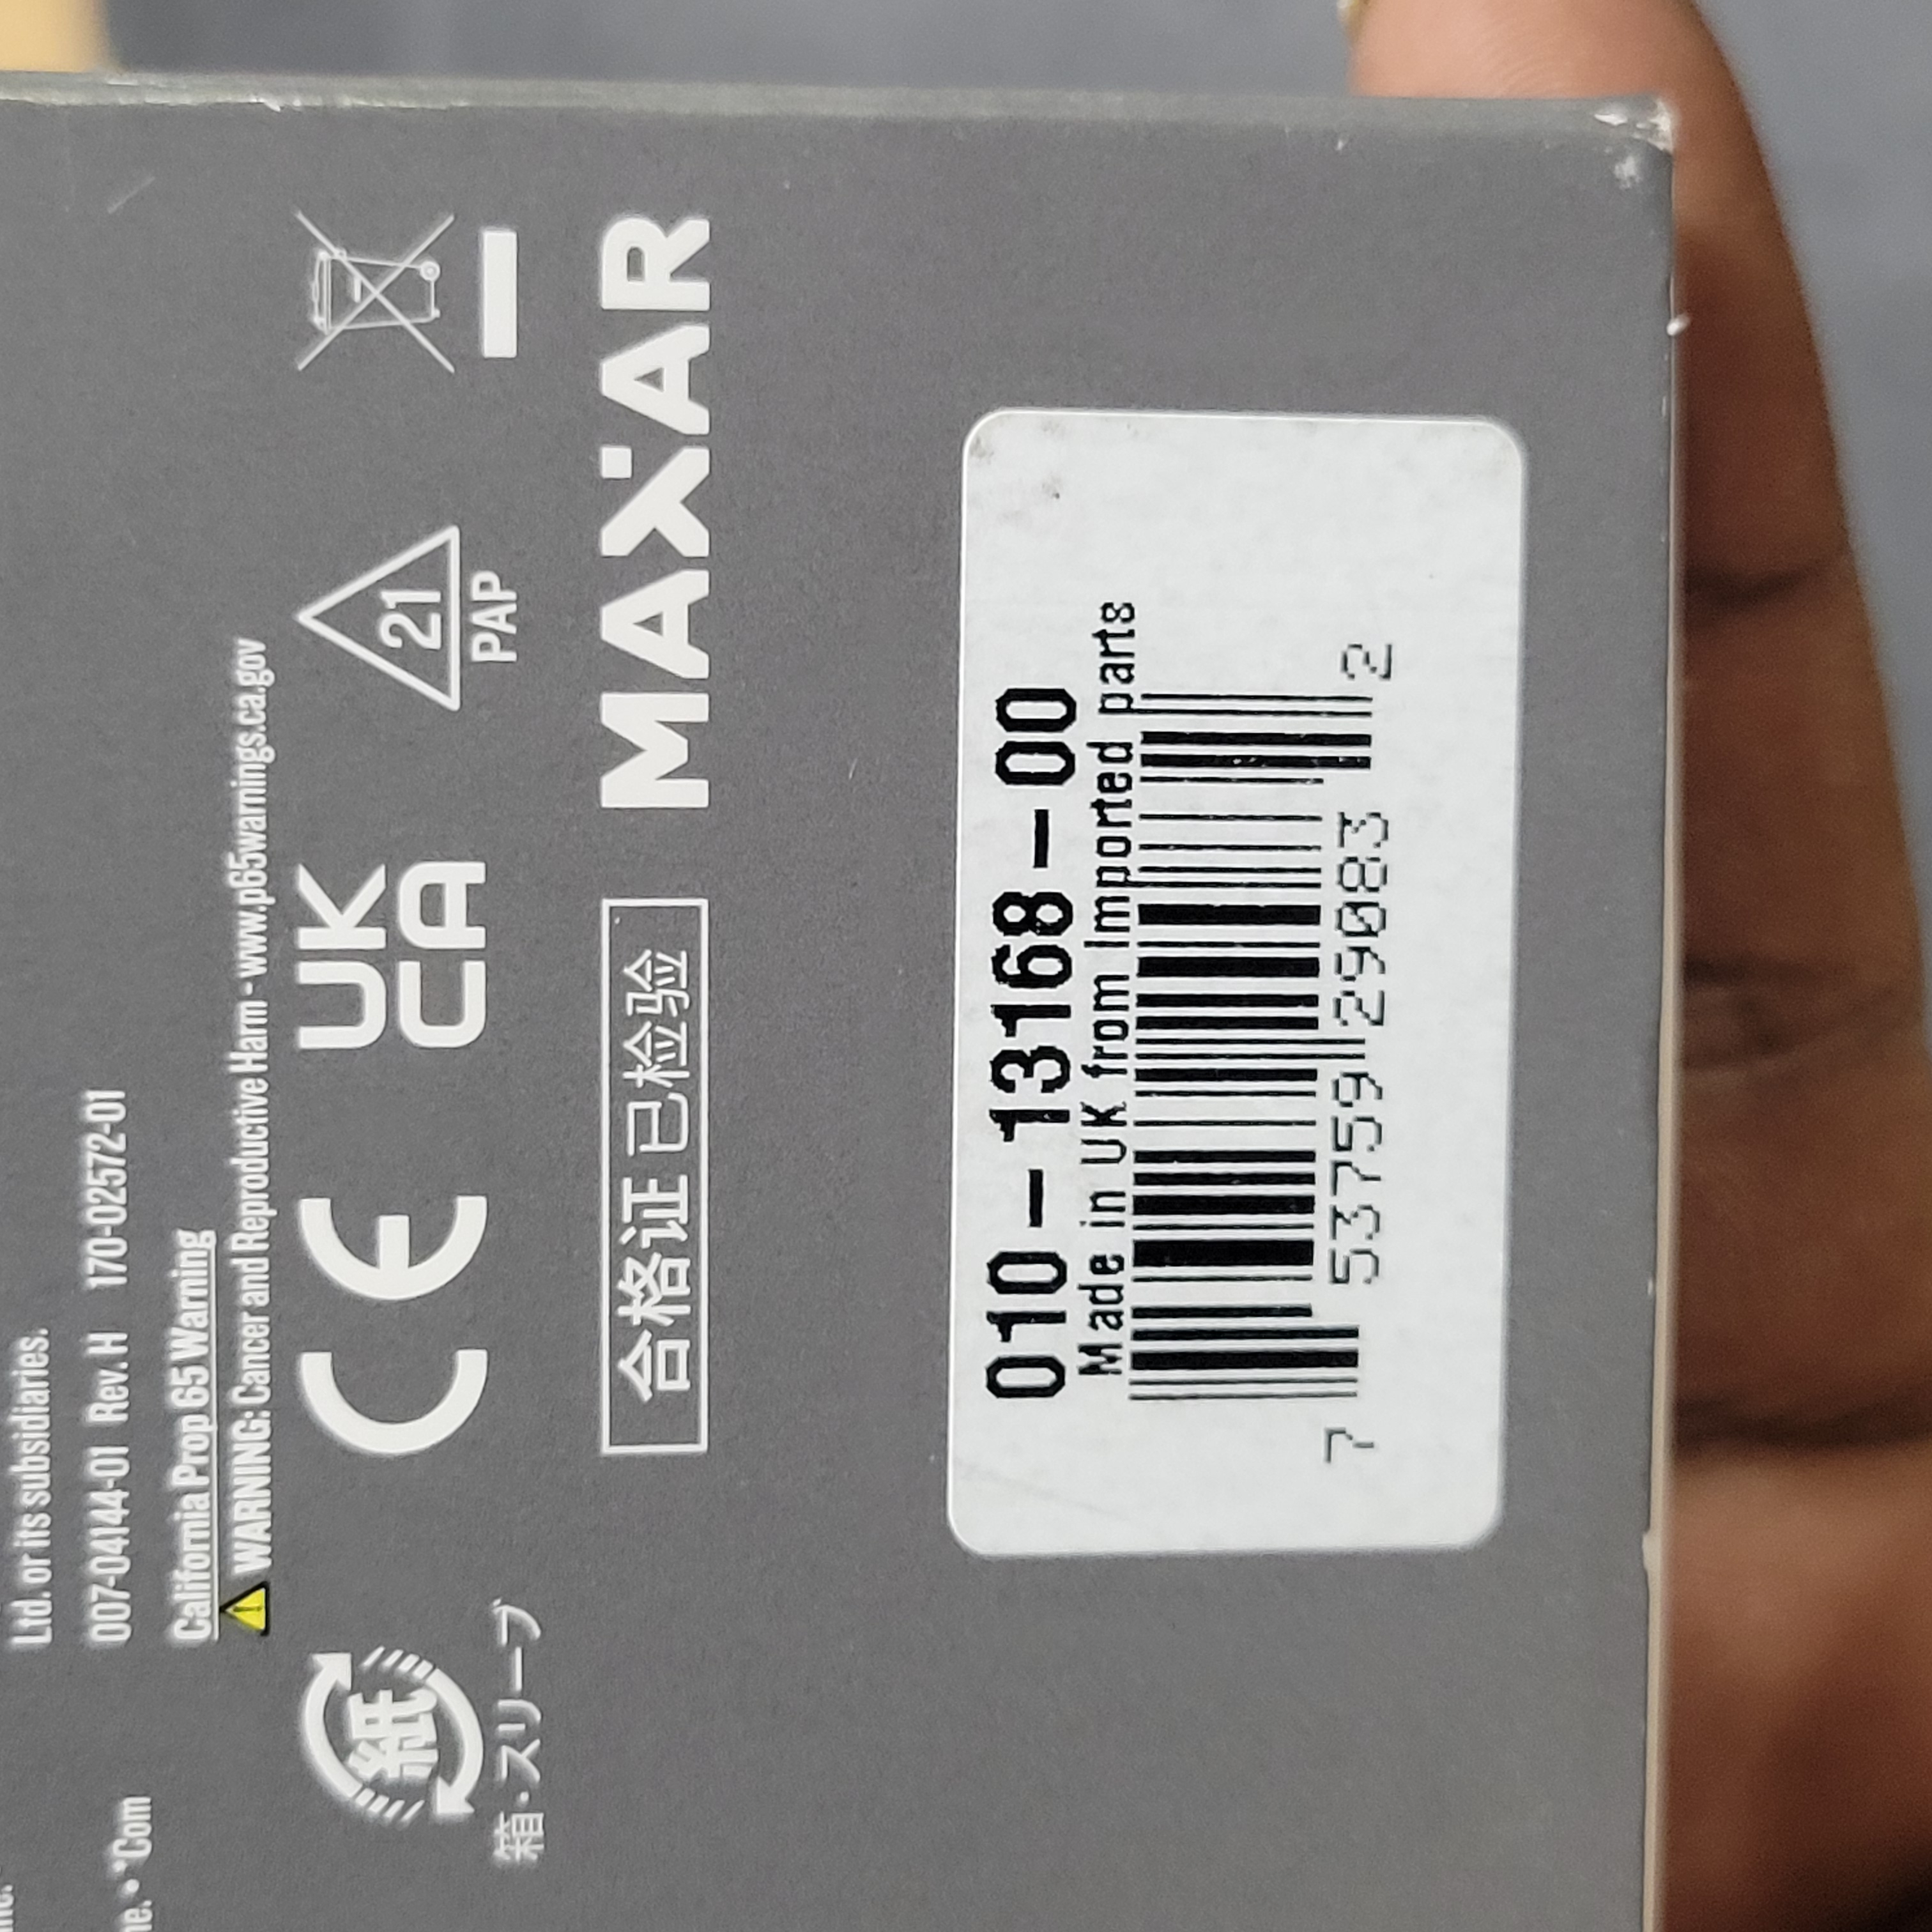 Ltd. or its subsidiaries.
007-04144-01 Rev. H 170-02572-01
California Prop 65 Warning
WARNING: Cancer and Reproductive Harm - www.p65warnings.ca.gov
紙
箱・スリーブ
CE
UK
CA
21
PAP
合格证 已检验
MAXAR
010-13168-00
Made in UK from imported parts
7 53759 29083 2